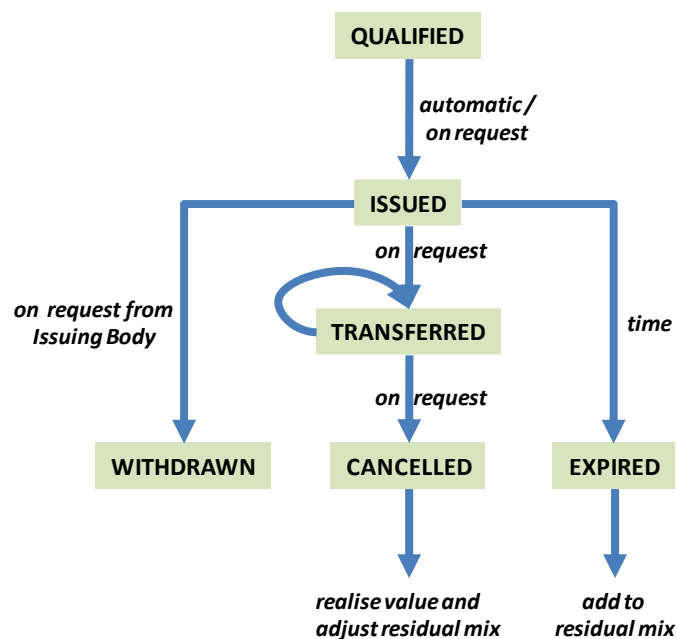 QUALIFIED
automatic /
on request
ISSUED
on request
on request from
Issuing Body
TRANSFERRED
time
on request
WITHDRAWN
CANCELLED
EXPIRED
realise value and
adjust residual mix
add to
residual mix